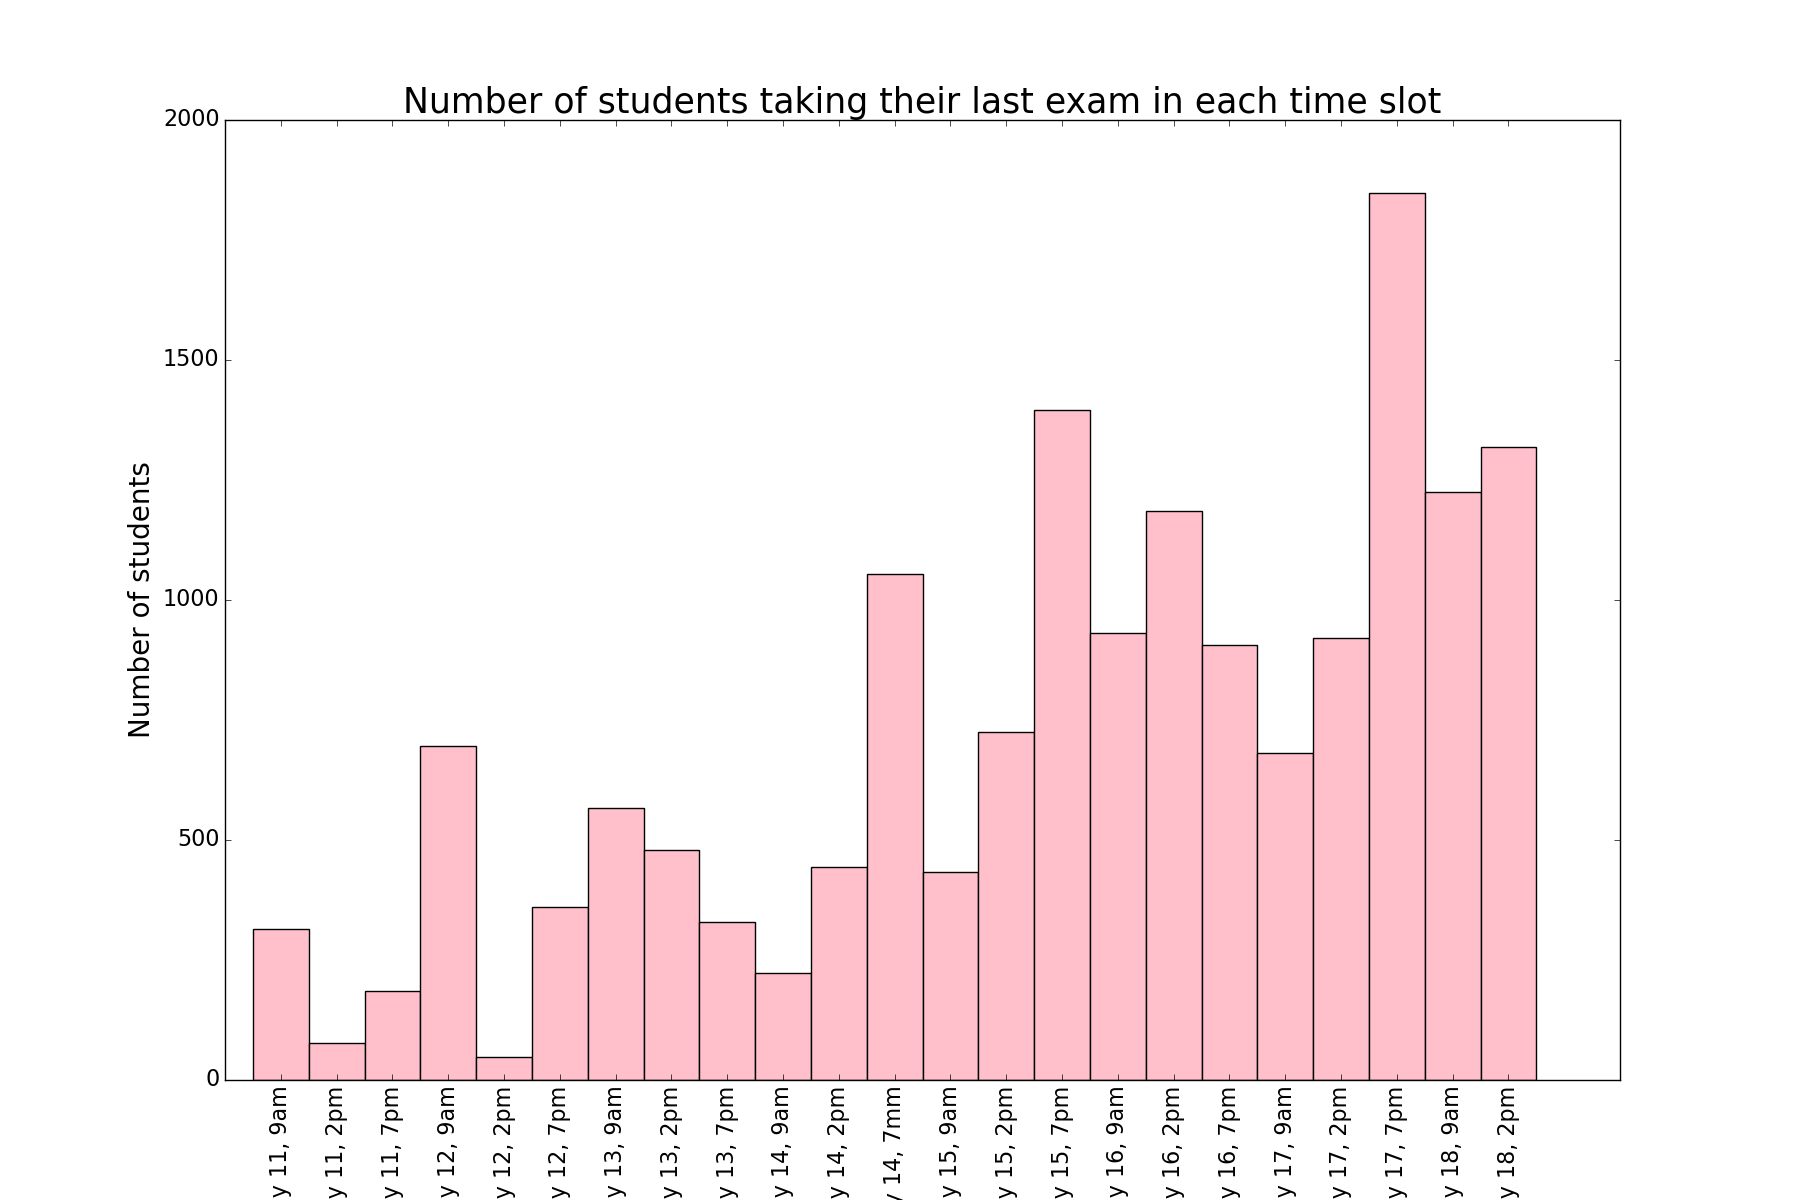 Number of students taking their last exam in each time slot
Number of students
2000
1500
1000
500
0
y 11, 9am
y 11, 2pm
y 11, 7pm
y 12, 9am
y 12, 2pm
y 12, 7pm
y 13, 9am
y 13, 2pm
y 13, 7pm
y 14, 9am
y 14, 2pm
y 14, 7mm
y 15, 9am
y 15, 2pm
y 15, 7pm
y 16, 9am
y 16, 2pm
y 16, 7pm
y 17, 9am
y 17, 2pm
y 17, 7pm
y 18, 9am
y 18, 2pm